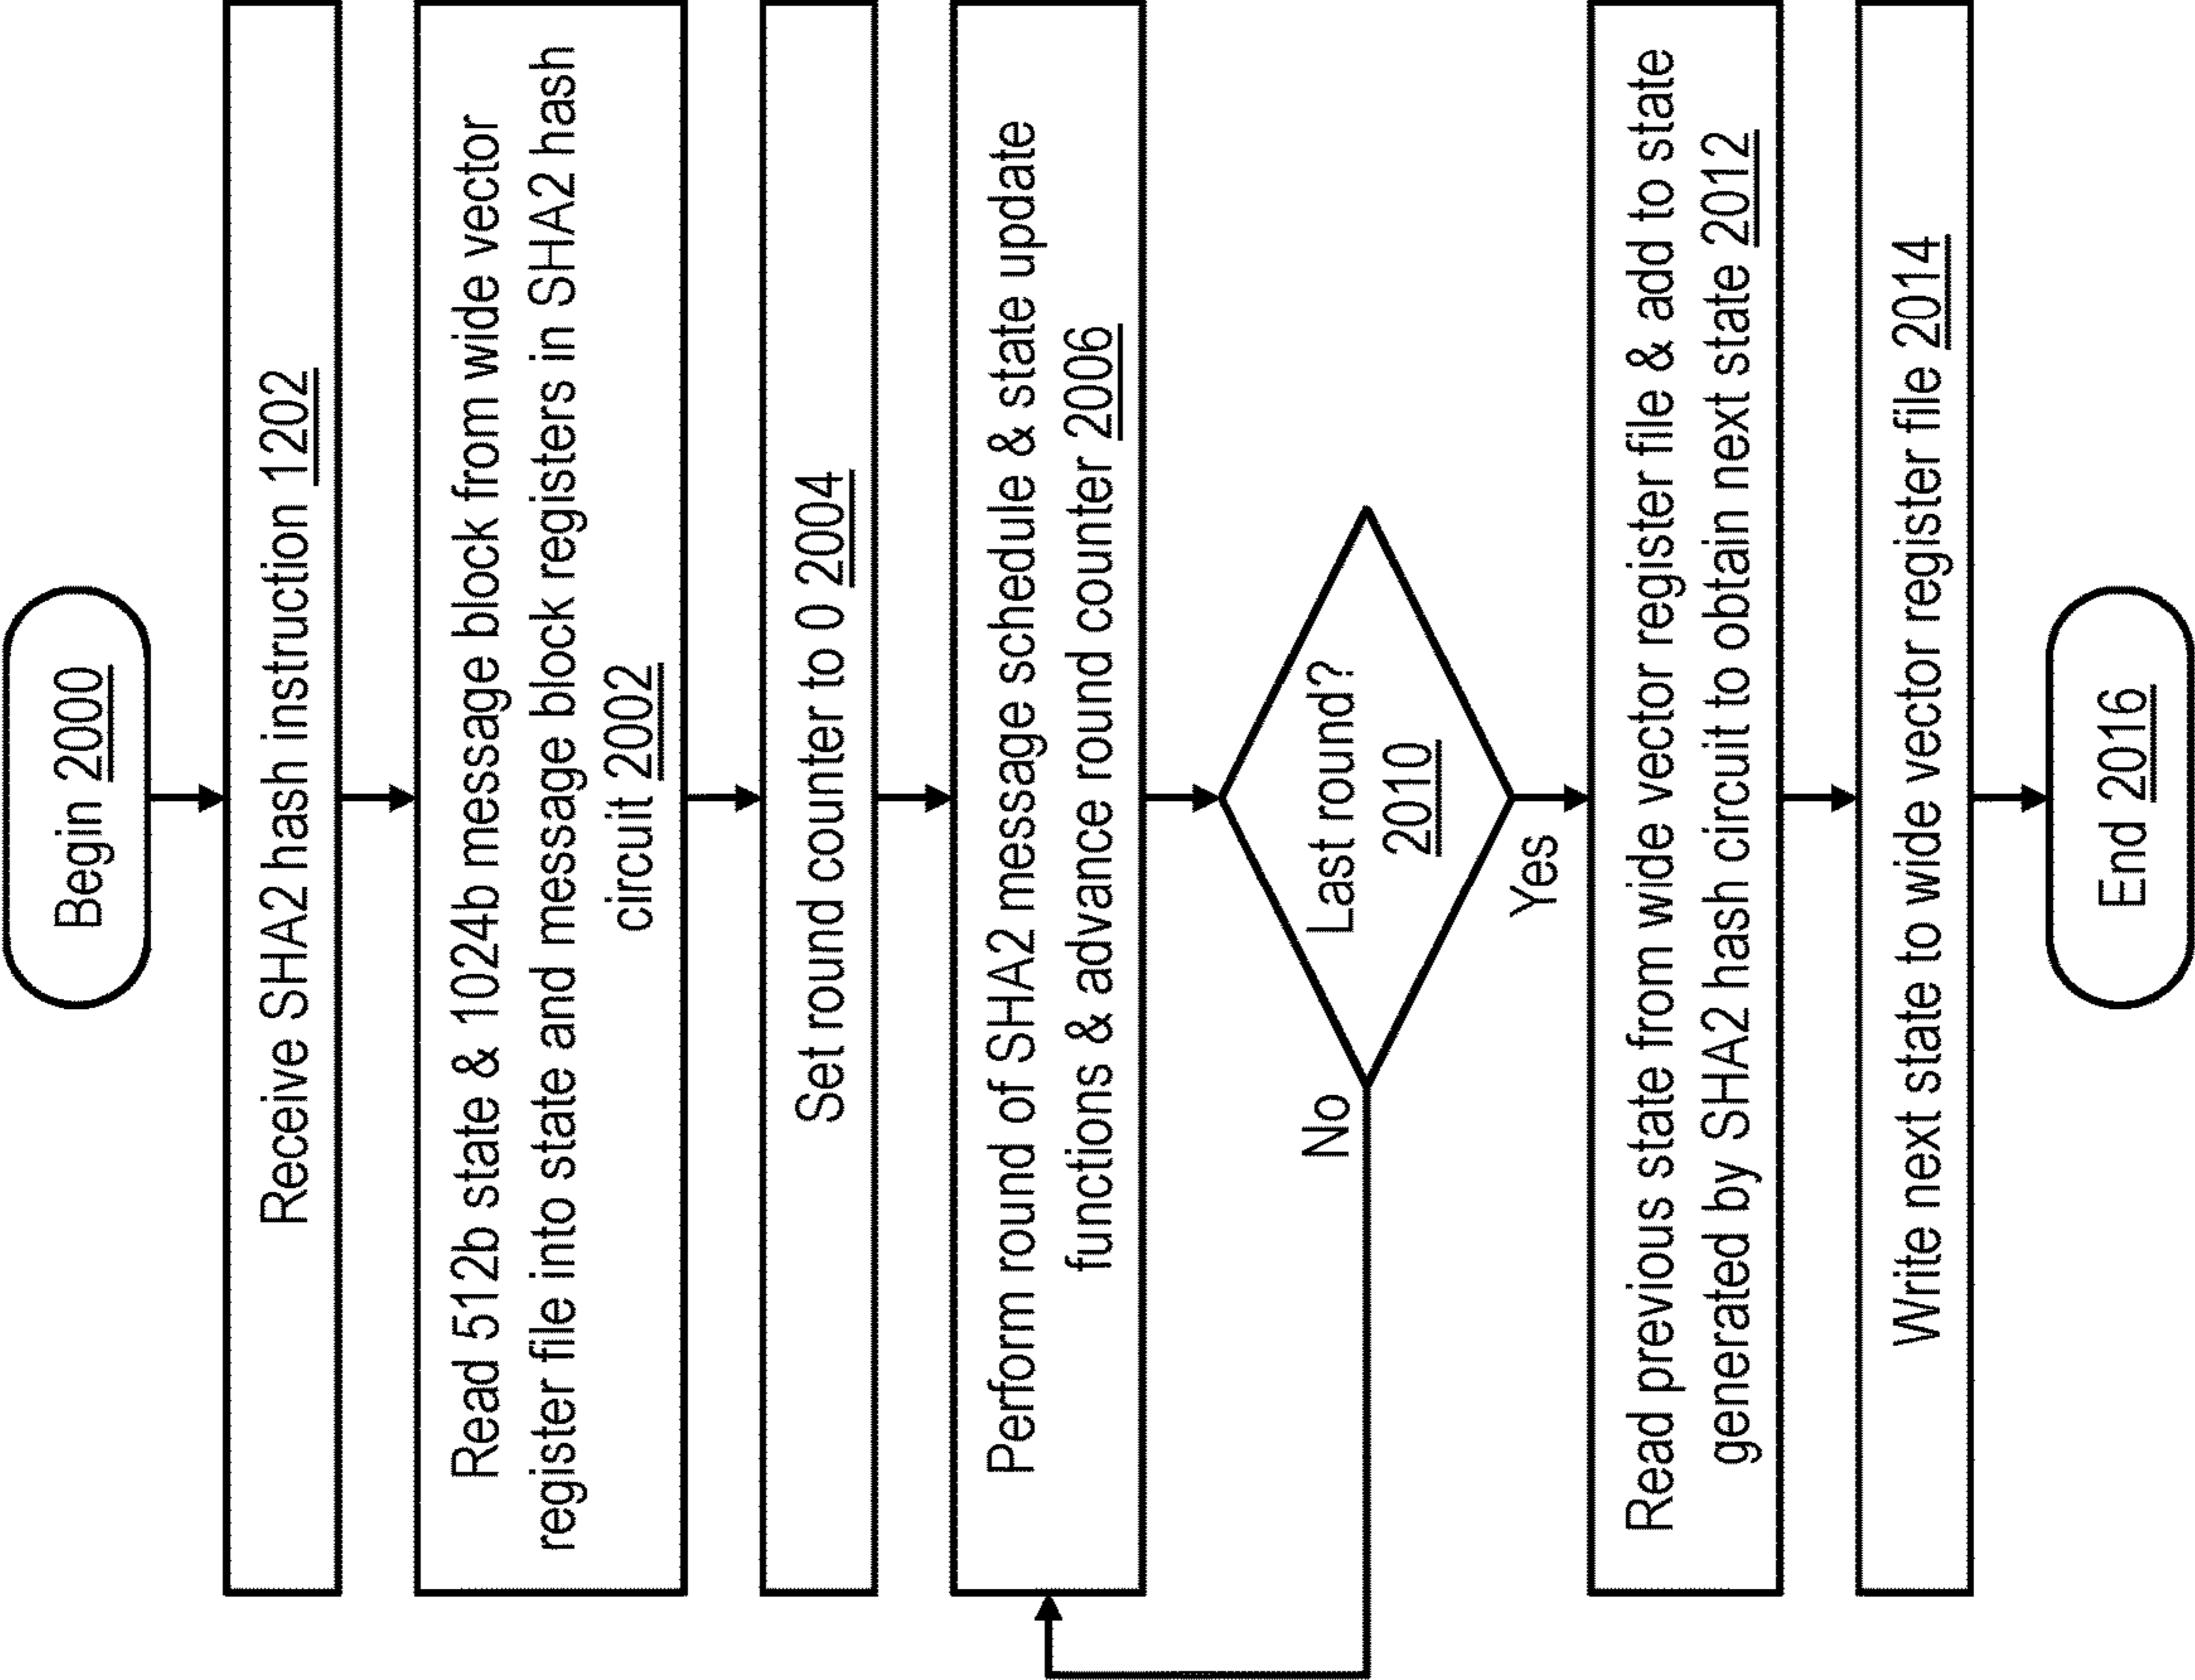 Begin 2000
Receive SHA2 hash instruction 1202
Read 512b state & 1024b message block from wide vector
register file into state and message block registers in SHA2 hash
circuit 2002
Set round counter to 0 2004
Perform round of SHA2 message schedule & state update
functions & advance round counter 2006
Last round?
2010
No
Yes
Read previous state from wide vector register file & add to state
generated by SHA2 hash circuit to obtain next state 2012
Write next state to wide vector register file 2014
End 2016